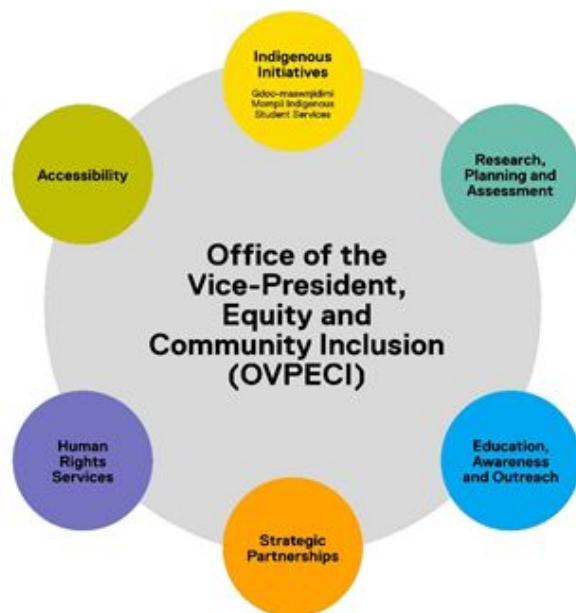 Indigenous
Initiatives
Gdoo-maawnjidimi
Mompii Indigenous
Student Services
Accessibility
Research,
Planning and
Assessment
Office of the
Vice-President,
Equity and
Community Inclusion
(OVPECI)
Human
Rights
Services
Education,
Awareness
and Outreach
Strategic
Partnerships